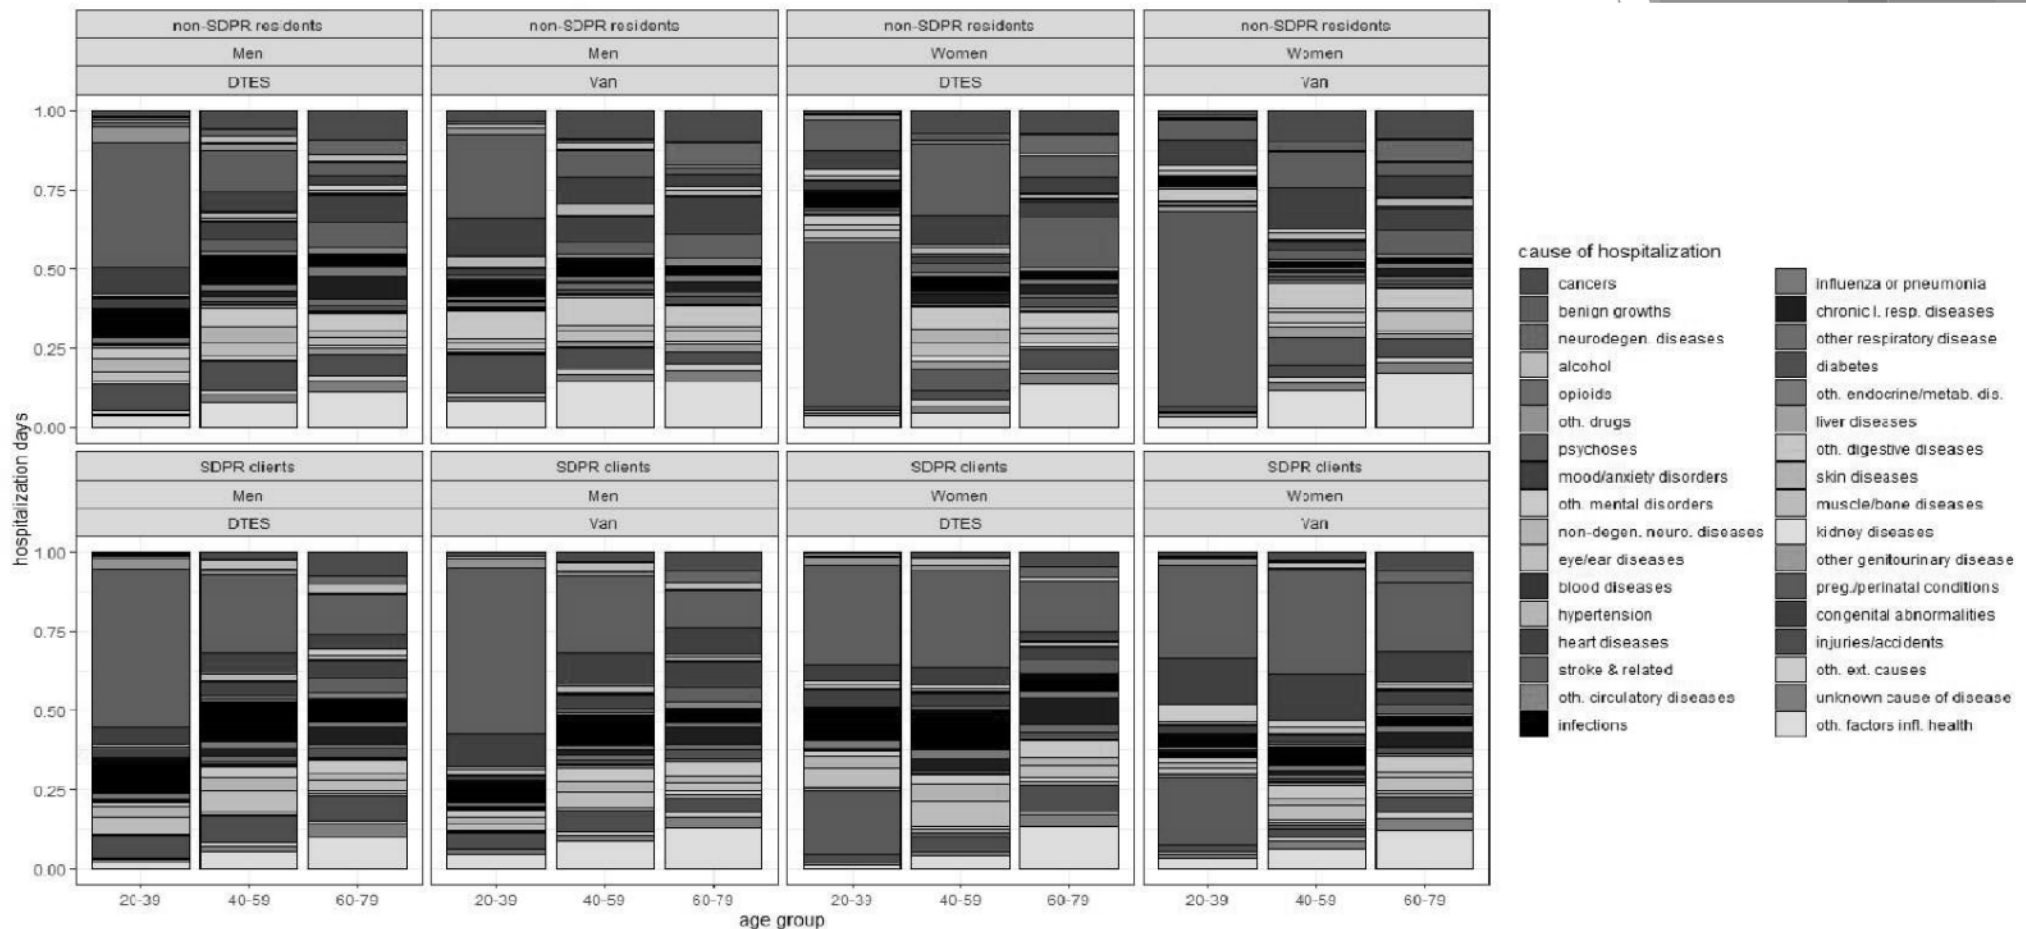 non-SDPR residents non-SDPR residents non-SDPR residents non-SDPR residents
Men Men Women Women
DTES Van DTES Van
1.00
0.75
0.50
0.25
0.00
SDPR clients SDPR clients SDPR clients SDPR clients
Men Men Women Women
DTES Van DTES Van
1.00
0.75
0.50
0.25
0.00
hospitalization days
20-39 40-59 60-79 20-39 40-59 60-79 20-39 40-59 60-79 20-39 40-59 60-79
age group
cause of hospitalization
cancers
benign growths
neurodegen. diseases
alcohol
opioids
oth. drugs
psychoses
mood/anxiety disorders
oth. mental disorders
non-degen. neuro. diseases
eye/ear diseases
blood diseases
hypertension
heart diseases
stroke & related
oth. circulatory diseases
infections
influenza or pneumonia
chronic l. resp. diseases
other respiratory disease
diabetes
oth. endocrine/metab. dis.
liver diseases
oth. digestive diseases
skin diseases
muscle/bone diseases
kidney diseases
other genitourinary disease
preg./perinatal conditions
congenital abnormalities
injuries/accidents
oth. ext. causes
unknown cause of disease
oth. factors infl. health